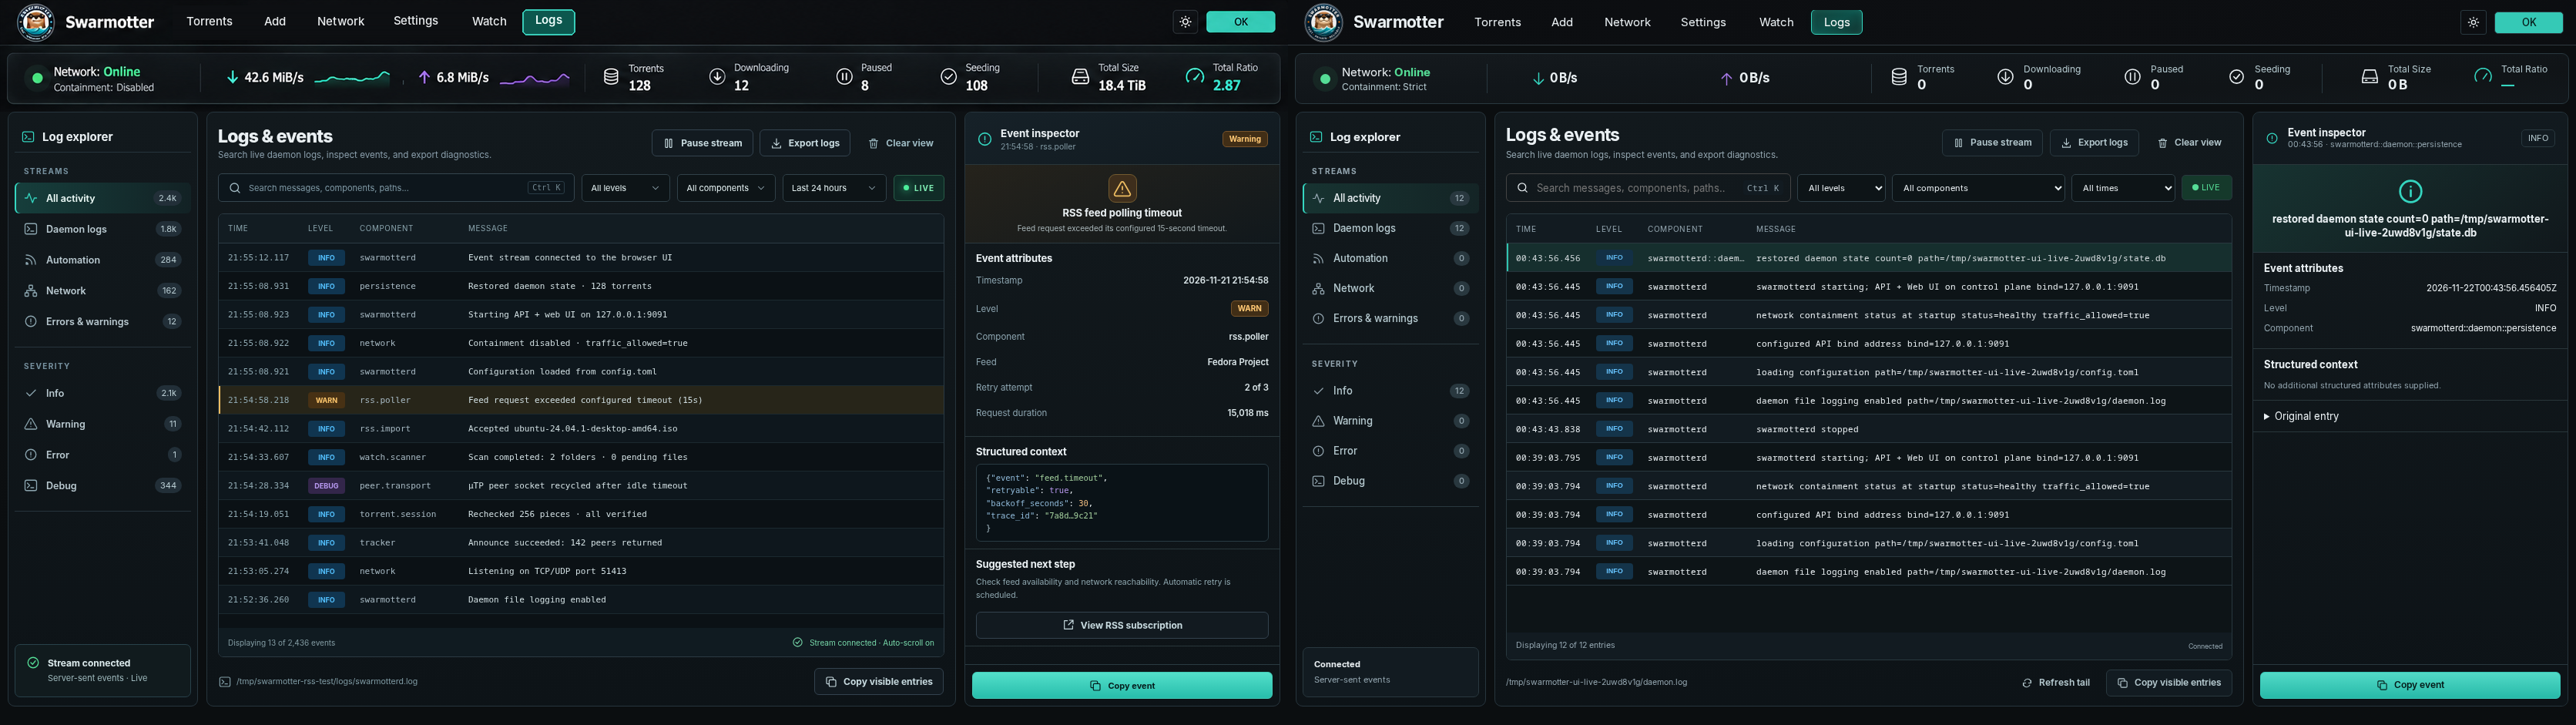 Swarmotter Torrents Add Network Settings Watch Logs OK
Network: Online
Containment: Disabled
42.6 MiB/s
6.8 MiB/s
Torrents
128
Downloading
12
Paused
8
Seeding
108
Total Size
18.4 TiB
Total Ratio
2.87
Log explorer
STREAMS
All activity 2.4k
Daemon logs 1.8k
Automation 284
Network 162
Errors & warnings 12
SEVERITY
Info 2.1k
Warning 11
Error 1
Debug 344
Stream connected
Server-sent events · Live
Logs & events
Search live daemon logs, inspect events, and export diagnostics.
Pause stream Export logs Clear view
Search messages, components, paths... Ctrl K All levels All components Last 24 hours LIVE
TIME LEVEL COMPONENT MESSAGE
21:55:12.117 INFO swarmotterd Event stream connected to the browser UI
21:55:08.931 INFO persistence Restored daemon state · 128 torrents
21:55:08.923 INFO swarmotterd Starting API + web UI on 127.0.0.1:9091
21:55:08.922 INFO network Containment disabled · traffic_allowed=true
21:55:08.921 INFO swarmotterd Configuration loaded from config.toml
21:54:58.218 WARN rss.poller Feed request exceeded configured timeout (15s)
21:54:42.112 INFO rss.import Accepted ubuntu-24.04.1-desktop-amd64.iso
21:54:33.607 INFO watch.scanner Scan completed: 2 folders · 0 pending files
21:54:28.334 DEBUG peer.transport µTP peer socket recycled after idle timeout
21:54:19.051 INFO torrent.session Rechecked 256 pieces · all verified
21:53:41.048 INFO tracker Announce succeeded: 142 peers returned
21:53:05.274 INFO network Listening on TCP/UDP port 51413
21:52:36.260 INFO swarmotterd Daemon file logging enabled
Displaying 13 of 2,436 events Stream connected · Auto-scroll on
/tmp/swarmotter-rss-test/logs/swarmotterd.log Copy visible entries
Event inspector
21:54:58 · rss.poller
Warning
RSS feed polling timeout
Feed request exceeded its configured 15-second timeout.
Event attributes
Timestamp 2026-11-21 21:54:58
Level WARN
Component rss.poller
Feed Fedora Project
Retry attempt 2 of 3
Request duration 15,018 ms
Structured context
{"event": "feed.timeout",
"retryable": true,
"backoff_seconds": 30,
"trace_id": "7a8d…9c21"
}
Suggested next step
Check feed availability and network reachability. Automatic retry is
scheduled.
View RSS subscription
Copy event
Swarmotter Torrents Add Network Settings Watch Logs OK
Network: Online
Containment: Strict
0 B/s
0 B/s
Torrents
0
Downloading
0
Paused
0
Seeding
0
Total Size
0 B
Total Ratio
—
Log explorer
STREAMS
All activity 12
Daemon logs 12
Automation 0
Network 0
Errors & warnings 0
SEVERITY
Info 12
Warning 0
Error 0
Debug 0
Connected
Server-sent events
Logs & events
Search live daemon logs, inspect events, and export diagnostics.
Pause stream Export logs Clear view
Search messages, components, paths.. Ctrl K All levels All components All times LIVE
TIME LEVEL COMPONENT MESSAGE
00:43:56.456 INFO swarmotterd::daem… restored daemon state count=0 path=/tmp/swarmotter-ui-live-2uwd8v1g/state.db
00:43:56.445 INFO swarmotterd swarmotterd starting; API + Web UI on control plane bind=127.0.0.1:9091
00:43:56.445 INFO swarmotterd network containment status at startup status=healthy traffic_allowed=true
00:43:56.445 INFO swarmotterd configured API bind address bind=127.0.0.1:9091
00:43:56.445 INFO swarmotterd loading configuration path=/tmp/swarmotter-ui-live-2uwd8v1g/config.toml
00:43:56.445 INFO swarmotterd daemon file logging enabled path=/tmp/swarmotter-ui-live-2uwd8v1g/daemon.log
00:43:43.838 INFO swarmotterd swarmotterd stopped
00:39:03.795 INFO swarmotterd swarmotterd starting; API + Web UI on control plane bind=127.0.0.1:9091
00:39:03.794 INFO swarmotterd network containment status at startup status=healthy traffic_allowed=true
00:39:03.794 INFO swarmotterd configured API bind address bind=127.0.0.1:9091
00:39:03.794 INFO swarmotterd loading configuration path=/tmp/swarmotter-ui-live-2uwd8v1g/config.toml
00:39:03.794 INFO swarmotterd daemon file logging enabled path=/tmp/swarmotter-ui-live-2uwd8v1g/daemon.log
Displaying 12 of 12 entries Connected
/tmp/swarmotter-ui-live-2uwd8v1g/daemon.log Refresh tail Copy visible entries
Event inspector
00:43:56 · swarmotterd::daemon::persistence
INFO
restored daemon state count=0 path=/tmp/swarmotter-
ui-live-2uwd8v1g/state.db
Event attributes
Timestamp 2026-11-22T00:43:56.456405Z
Level INFO
Component swarmotterd::daemon::persistence
Structured context
No additional structured attributes supplied.
Original entry
Copy event